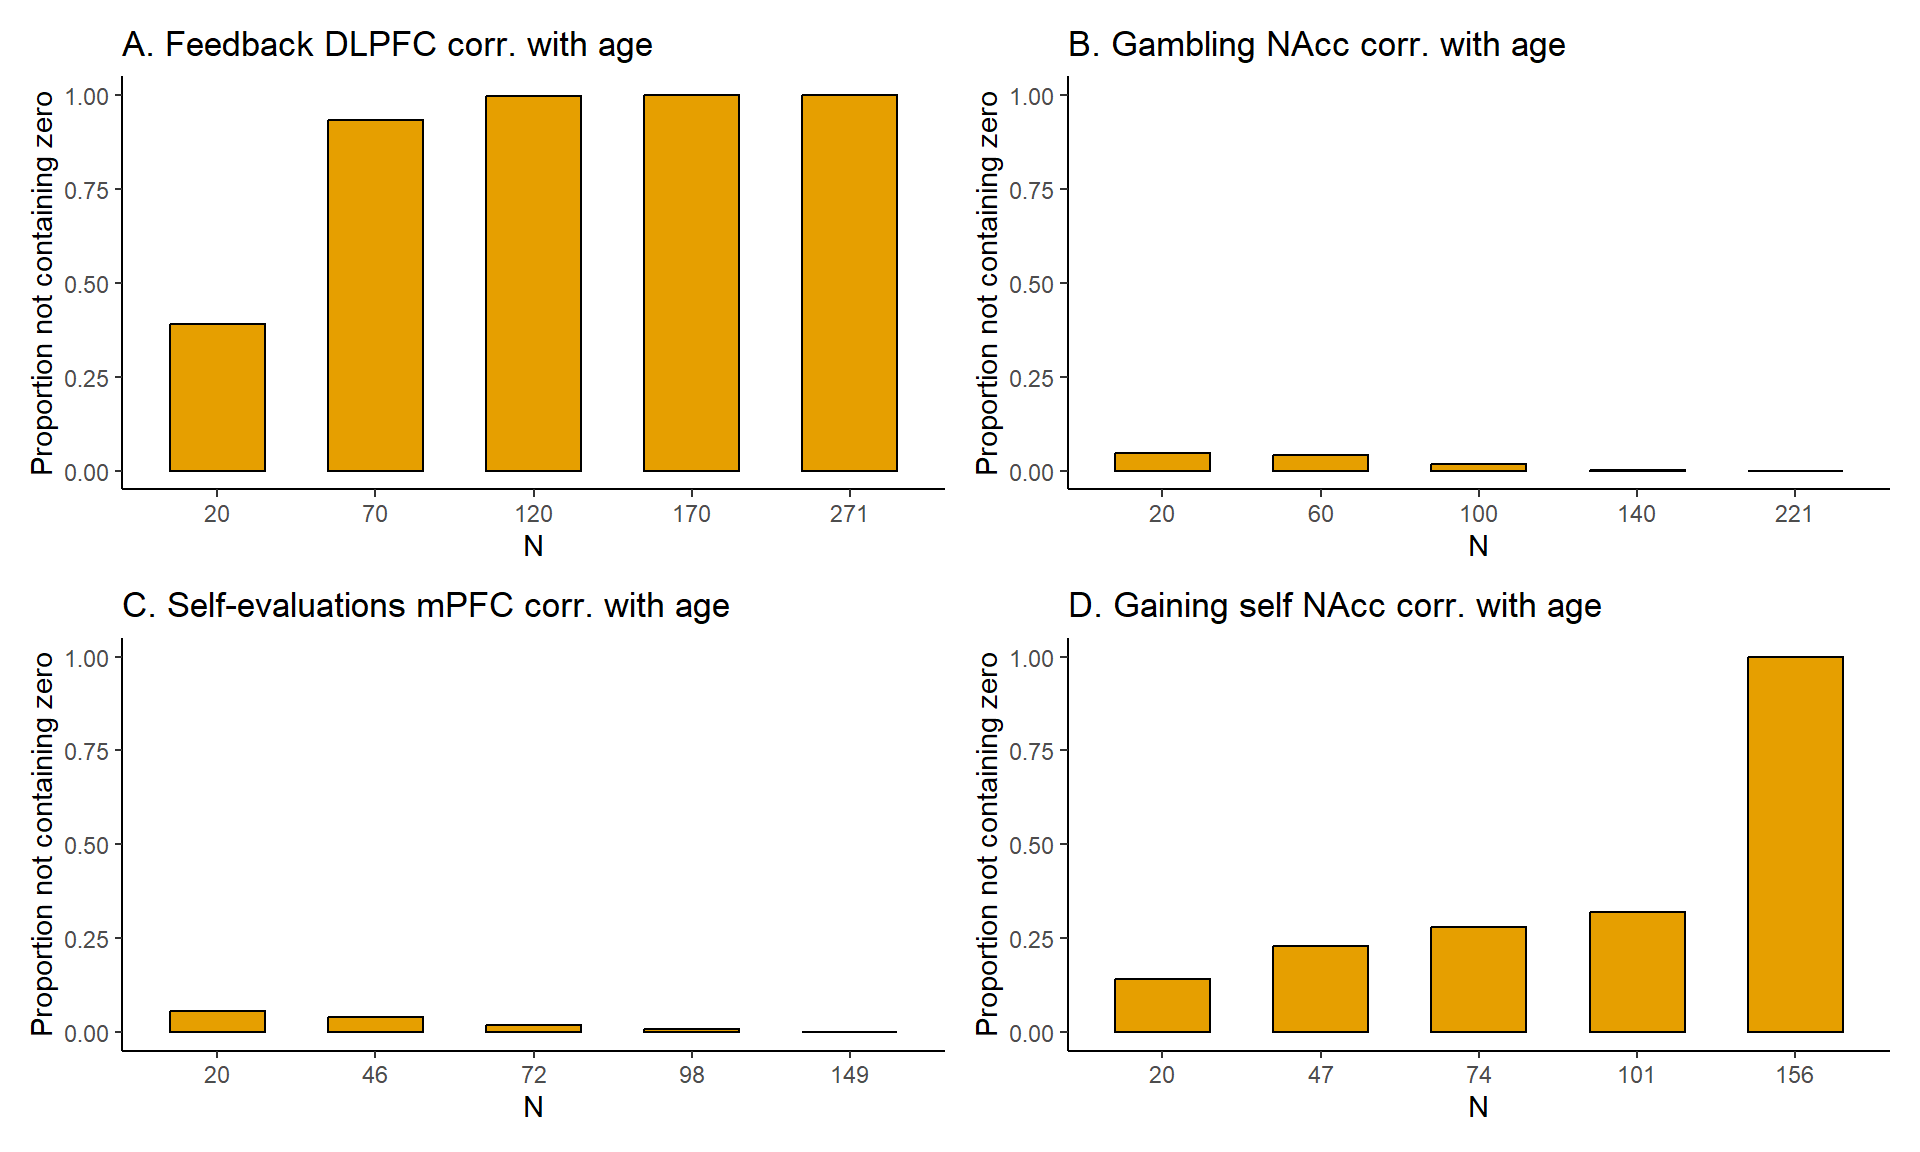 A. Feedback DLPFC corr. with age
Proportion not containing zero
1.00
0.75
0.50
0.25
0.00
20 70 120 170 271
N
B. Gambling NAcc corr. with age
Proportion not containing zero
1.00
0.75
0.50
0.25
0.00
20 60 100 140 221
N
C. Self-evaluations mPFC corr. with age
Proportion not containing zero
1.00
0.75
0.50
0.25
0.00
20 46 72 98 149
N
D. Gaining self NAcc corr. with age
Proportion not containing zero
1.00
0.75
0.50
0.25
0.00
20 47 74 101 156
N